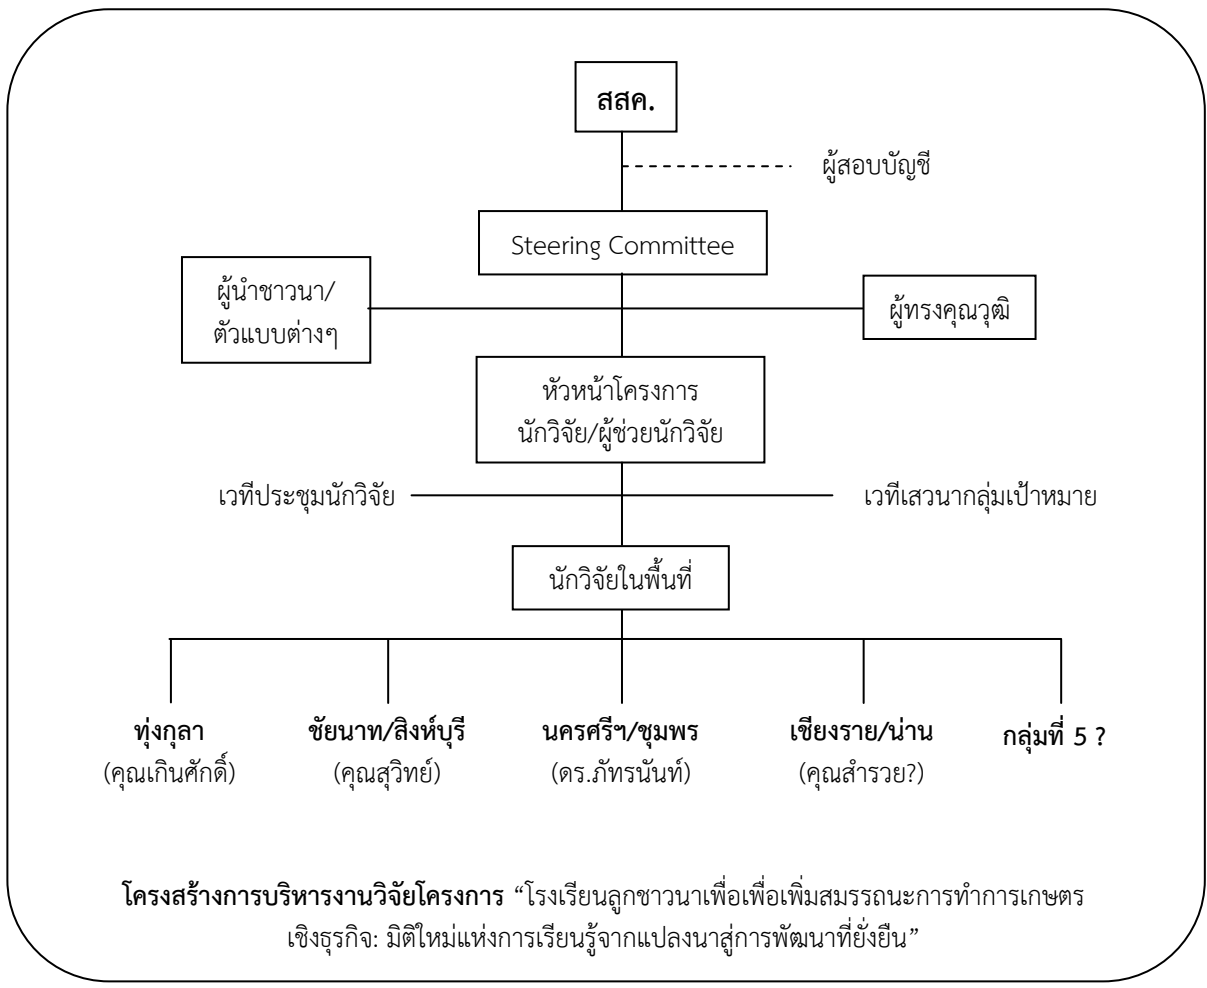 สสค.
ผู้สอบบัญชี
Steering Committee
ผู้นำชาวนา/
ตัวแบบต่างๆ
ผู้ทรงคุณวุฒิ
หัวหน้าโครงการ
นักวิจัย/ผู้ช่วยนักวิจัย
เวทีประชุมนักวิจัย
เวทีเสวนากลุ่มเป้าหมาย
นักวิจัยในพื้นที่
ทุ่งกุลา
(คุณเกินศักดิ์)
ชัยนาท/สิงห์บุรี
(คุณสุวิทย์)
นครศรีฯ/ชุมพร
(ดร.ภัทรนันท์)
เชียงราย/น่าน
(คุณสำรวย?)
กลุ่มที่ 5 ?
โครงสร้างการบริหารงานวิจัยโครงการ “โรงเรียนลูกชาวนาเพื่อเพื่อเพิ่มสมรรถนะการทำการเกษตร
เชิงธุรกิจ: มิติใหม่แห่งการเรียนรู้จากแปลงนาสู่การพัฒนาที่ยั่งยืน”